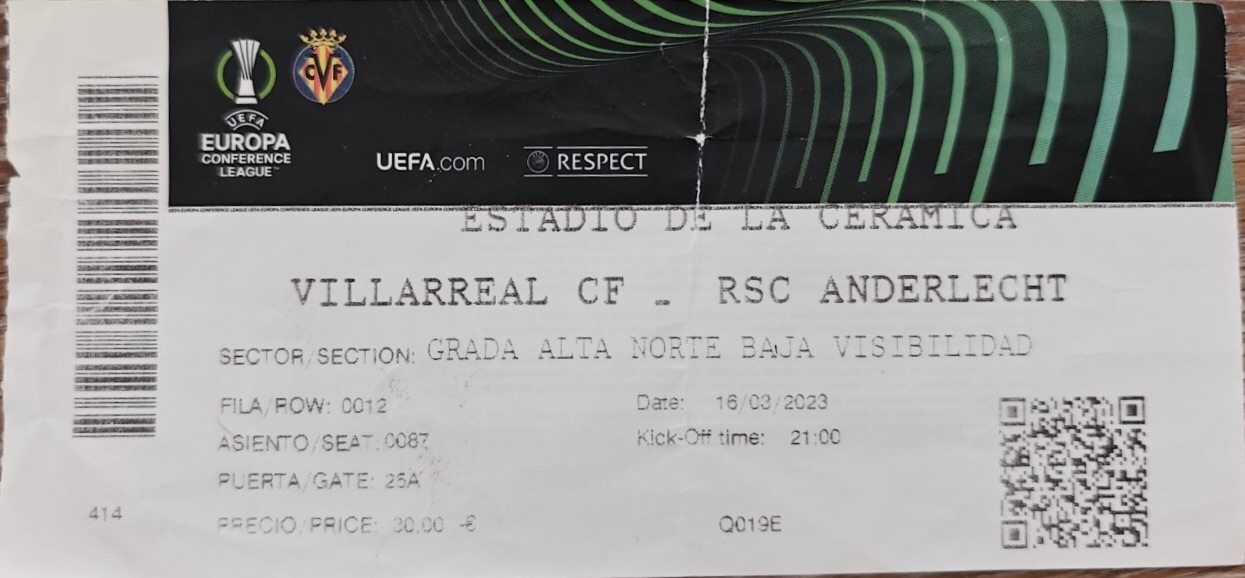 CVF
UEFA
EUROPA
CONFERENCE
LEAGUE™
UEFA.com
RESPECT
ESTADIO DE LA CERAMICA
VILLARREAL CF - RSC ANDERLECHT
SECTOR/SECTION: GRADA ALTA NORTE BAJA VISIBILIDAD
FILA/ROW: 0012
Date: 16/03/2023
ASIENTO/SEAT: 0087
Kick-Off time: 21:00
PUERTA/GATE: 26A
414
PRECIO/PRICE: 30.00 -€
Q019E